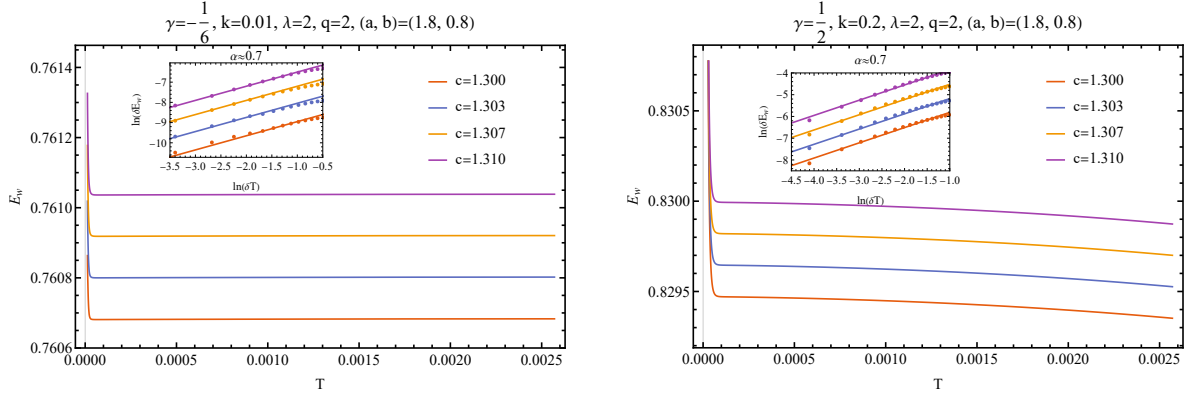 γ=-1/6, k=0.01, λ=2, q=2, (a, b)=(1.8, 0.8)
α≈0.7
ln(δE_w)
-7
-8
-9
-10
-3.5 -3.0 -2.5 -2.0 -1.5 -1.0 -0.5
ln(δT)
c=1.300
c=1.303
c=1.307
c=1.310
E_w
0.7614
0.7612
0.7610
0.7608
0.7606
0.0000 0.0005 0.0010 0.0015 0.0020 0.0025
T
γ=1/2, k=0.2, λ=2, q=2, (a, b)=(1.8, 0.8)
α≈0.7
ln(δE_w)
-4
-5
-6
-7
-8
-4.5 -4.0 -3.5 -3.0 -2.5 -2.0 -1.5 -1.0
ln(δT)
c=1.300
c=1.303
c=1.307
c=1.310
E_w
0.8305
0.8300
0.8295
0.0000 0.0005 0.0010 0.0015 0.0020 0.0025
T